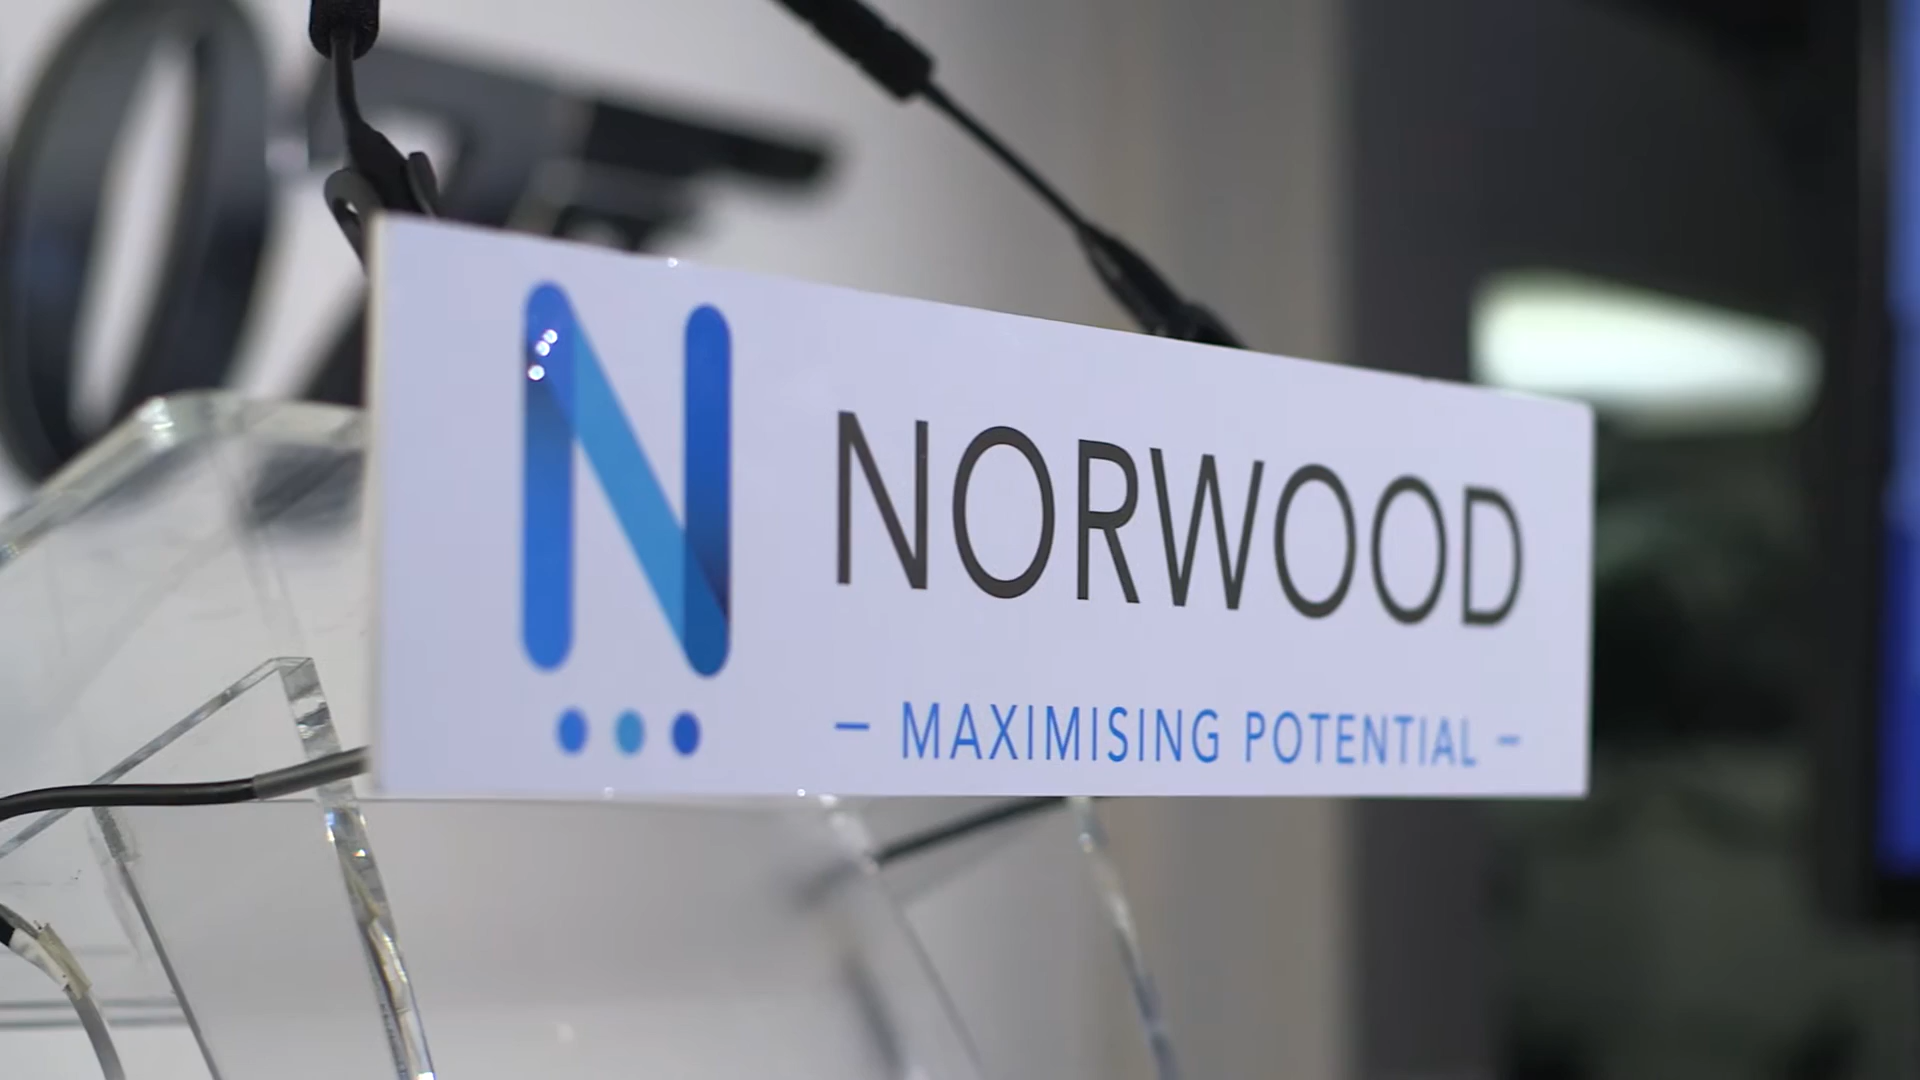 N
NORWOOD
– MAXIMISING POTENTIAL –